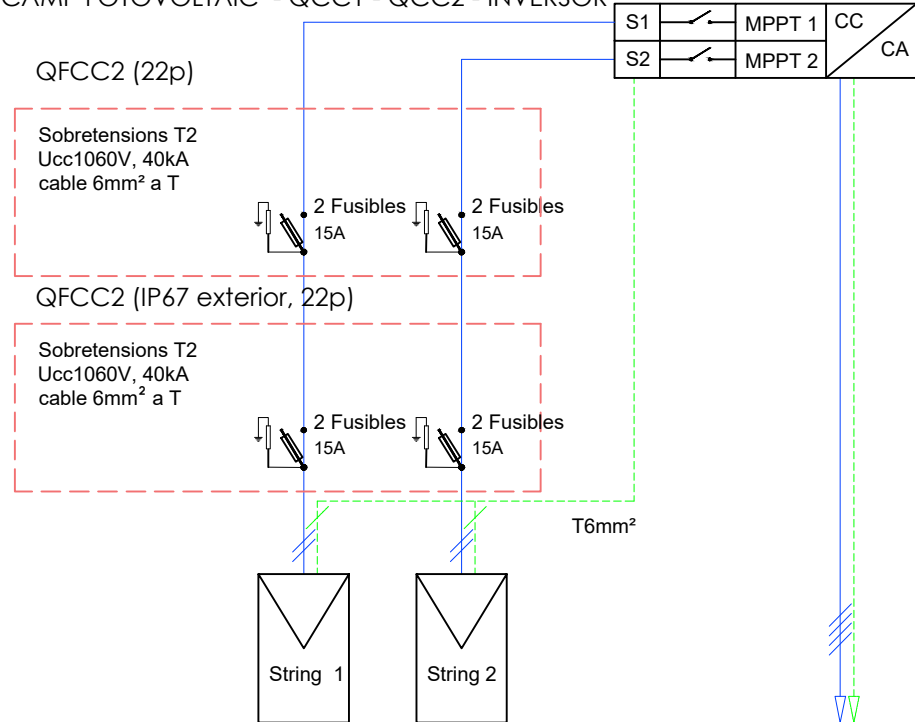 CAMP FOTOVOLTAIC - QCC1 - QCC2 - INVERSOR
S1 MPPT 1 CC
S2 MPPT 2 CA
QFCC2 (22p)
Sobretensions T2
Ucc1060V, 40kA
cable 6mm² a T
2 Fusibles
15A
2 Fusibles
15A
QFCC2 (IP67 exterior, 22p)
Sobretensions T2
Ucc1060V, 40kA
cable 6mm² a T
2 Fusibles
15A
2 Fusibles
15A
T6mm²
String 1
String 2